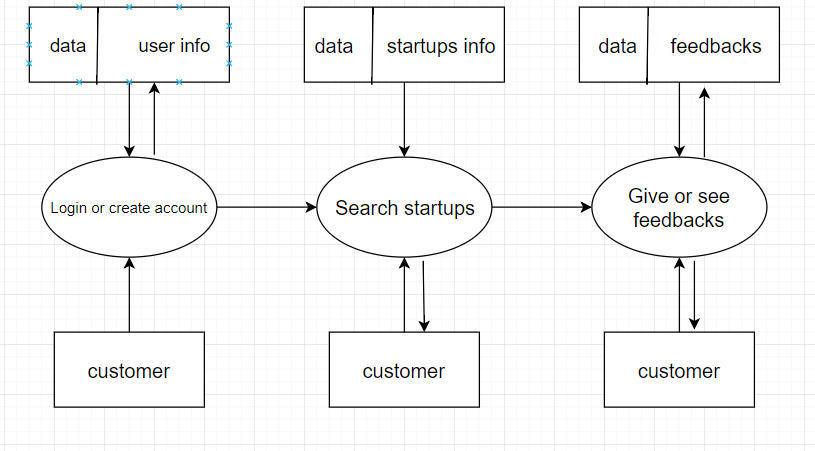 data user info
data startups info
data feedbacks
Login or create account
Search startups
Give or see
feedbacks
customer
customer
customer